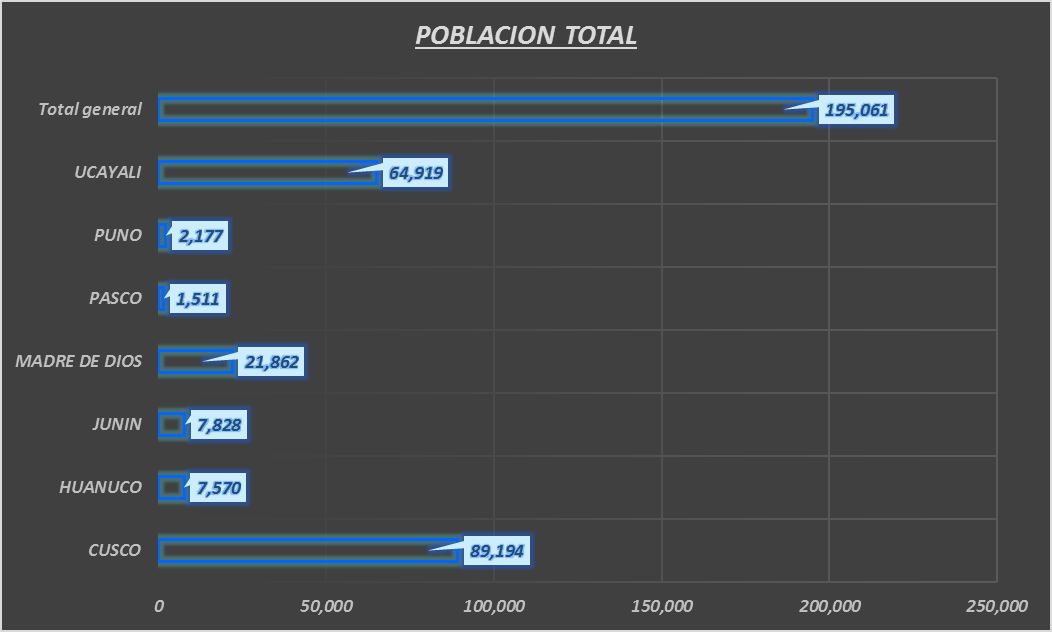 POBLACION TOTAL
Total general 195,061
UCAYALI 64,919
PUNO 2,177
PASCO 1,511
MADRE DE DIOS 21,862
JUNIN 7,828
HUANUCO 7,570
CUSCO 89,194
0 50,000 100,000 150,000 200,000 250,000